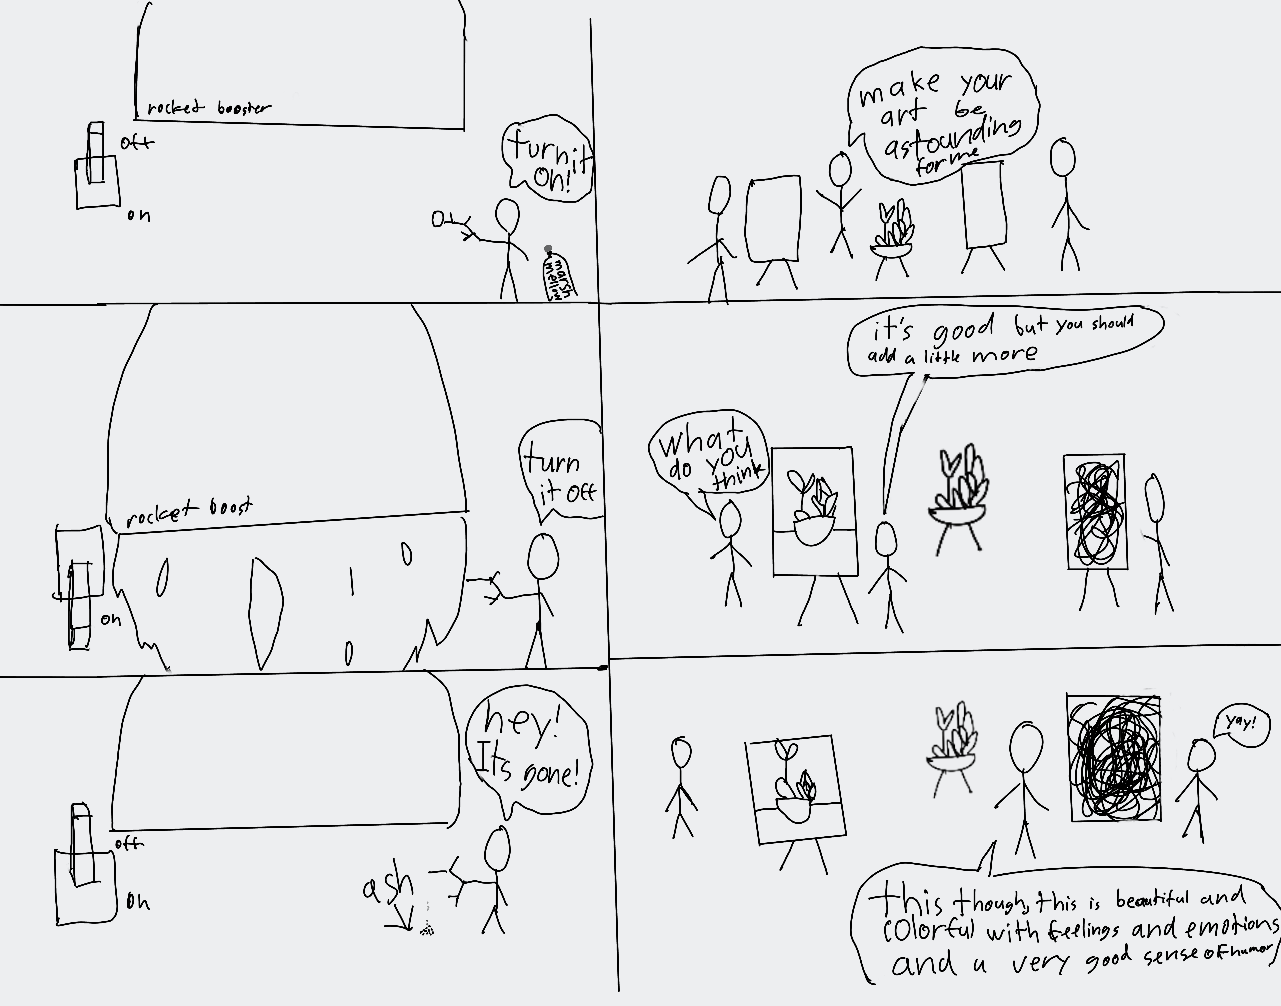 rocket booster
off
on
turn it
on!
marsh
mellow
rocket boost
on
turn
it off
off
on
hey!
It's gone!
ash
make your
art be
astounding
for me
it's good but you should
add a little more
what
do you
think
yay!
this though, this is beautiful and
colorful with feelings and emotions
and a very good sense of humor